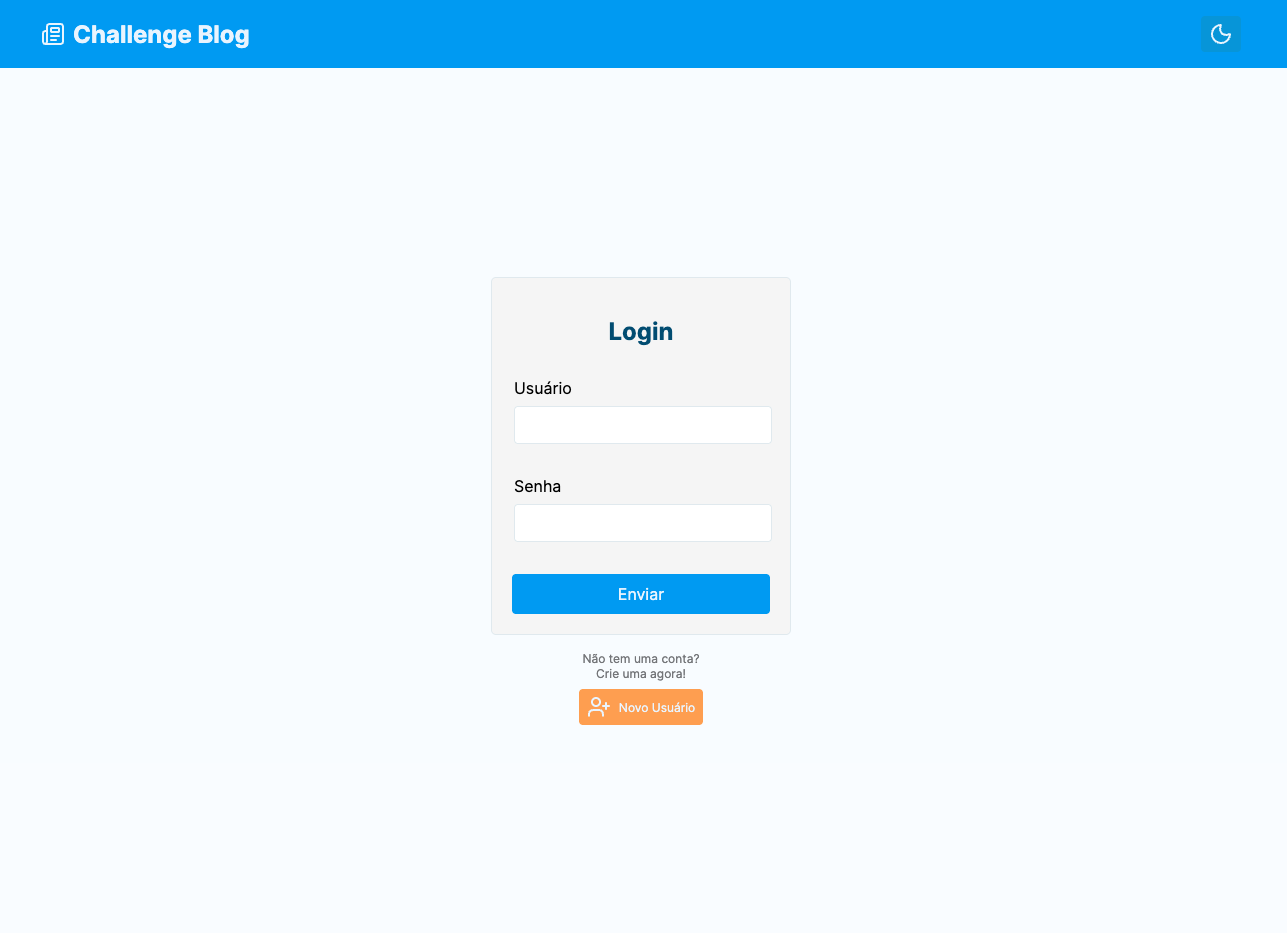 Challenge Blog
Login
Usuário
Senha
Enviar
Não tem uma conta?
Crie uma agora!
Novo Usuário